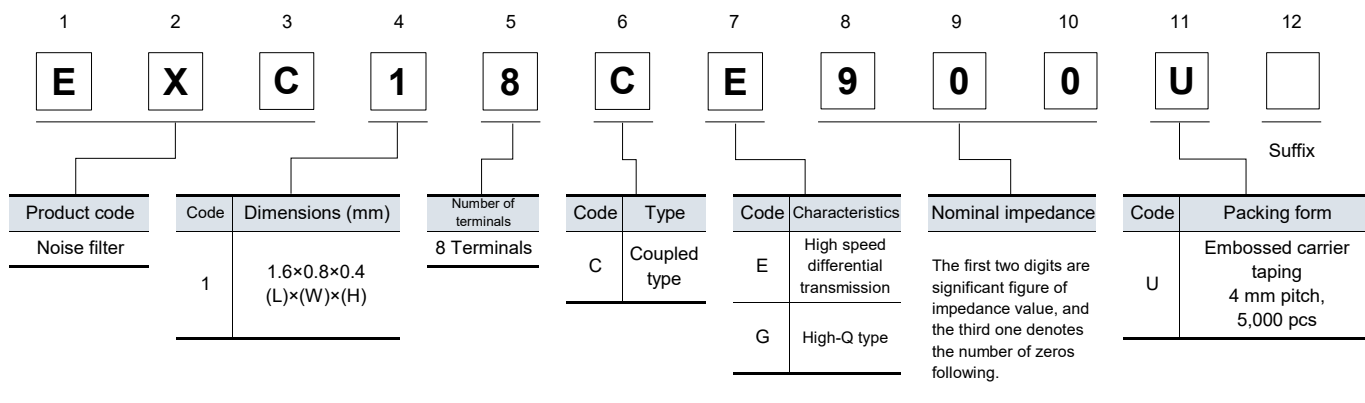 1 2 3 4 5 6 7 8 9 10 11 12
E X C 1 8 C E 9 0 0 U
Suffix
Product code
Noise filter
Code Dimensions (mm)
1 1.6×0.8×0.4
(L)×(W)×(H)
Number of
terminals
8 Terminals
Code Type
C Coupled
type
Code Characteristics
E High speed
differential
transmission
G High-Q type
Nominal impedance
The first two digits are
significant figure of
impedance value, and
the third one denotes
the number of zeros
following.
Code Packing form
U Embossed carrier
taping
4 mm pitch,
5,000 pcs